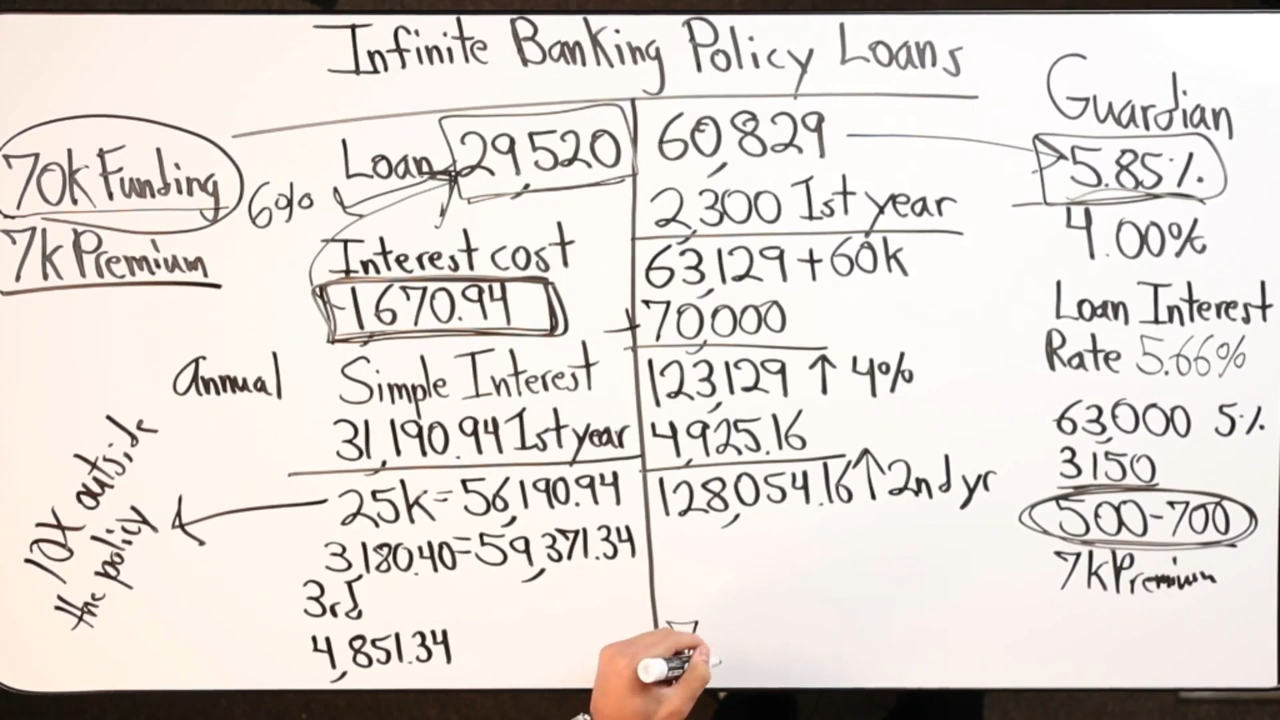 Infinite Banking Policy Loans
70k Funding
7k Premium
6%
Loan 29,520
Interest cost
-1670.94
Annual Simple Interest
31,190.94 1st year
25k=56,190.94
3,180.40=59,371.34
3rd
4,851.34
10k outside
the policy
60,829
2,300 1st year
63,129 + 60k
+70,000
123,129 ↑ 4%
4,925.16
128,054.16 ↑ 2nd yr
Guardian
5.85%
4.00%
Loan Interest
Rate 5.66%
63,000 5%
3150
500-700
7k Premium